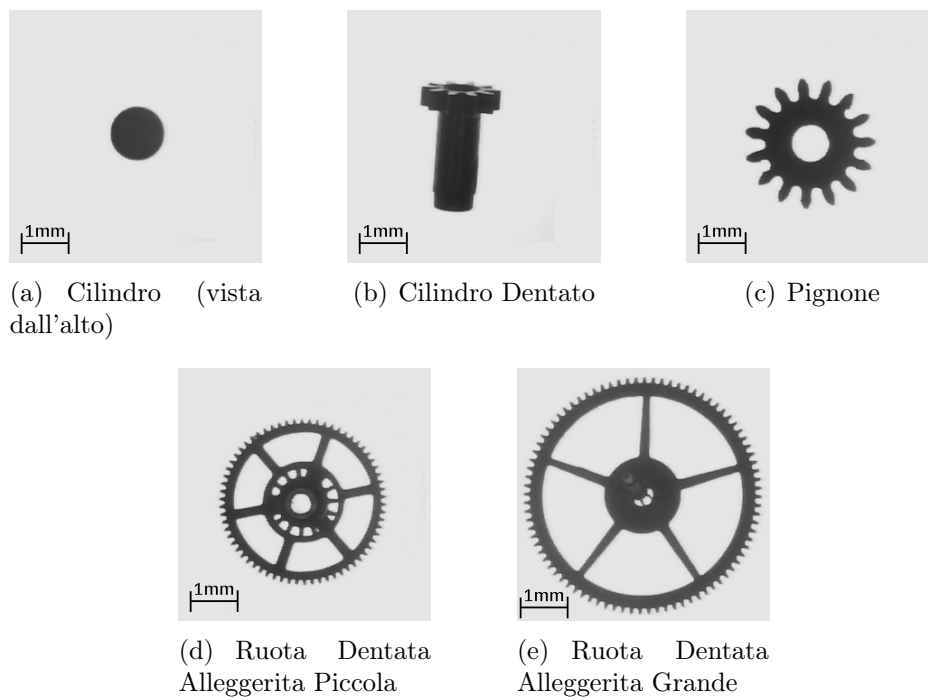 1mm
1mm
1mm
(a) Cilindro (vista
dall'alto)
(b) Cilindro Dentato
(c) Pignone
1mm
1mm
(d) Ruota Dentata
Alleggerita Piccola
(e) Ruota Dentata
Alleggerita Grande